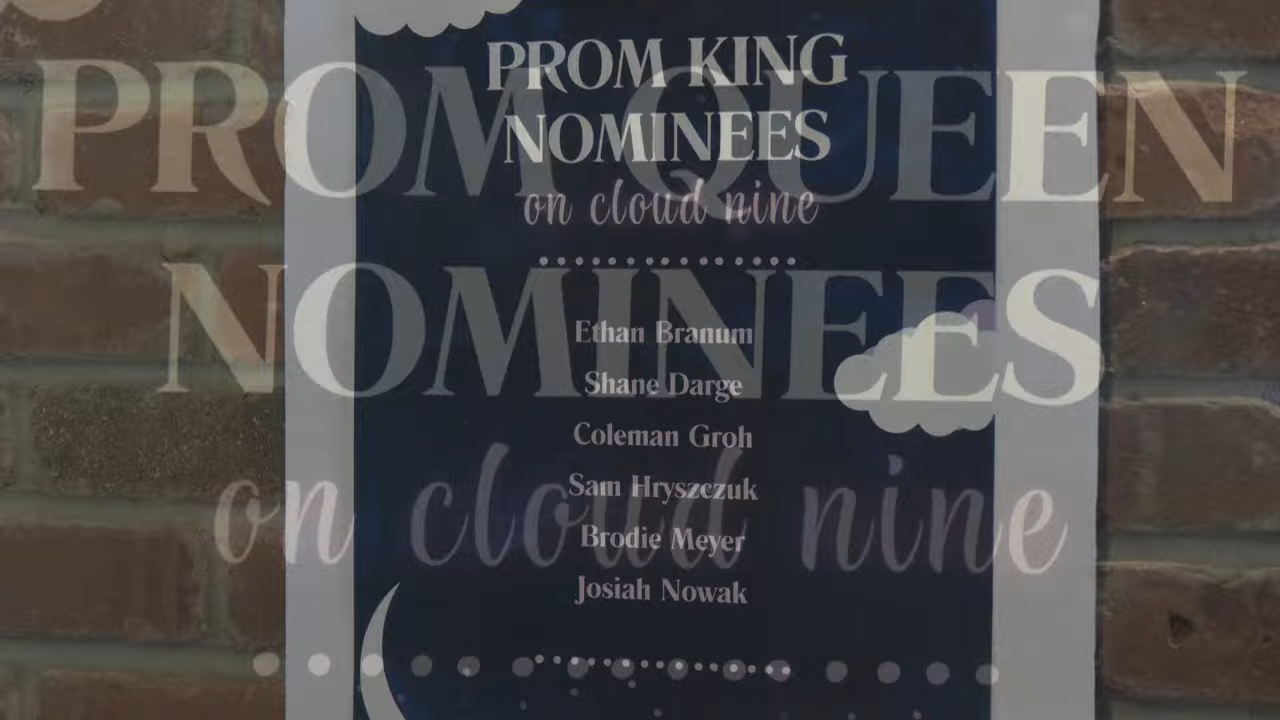 PROM KING
NOMINEES
on cloud nine
Ethan Branum
Shane Darge
Coleman Groh
Sam Hryszczuk
Brodie Meyer
Josiah Nowak
PROM QUEEN
NOMINEES
on cloud nine